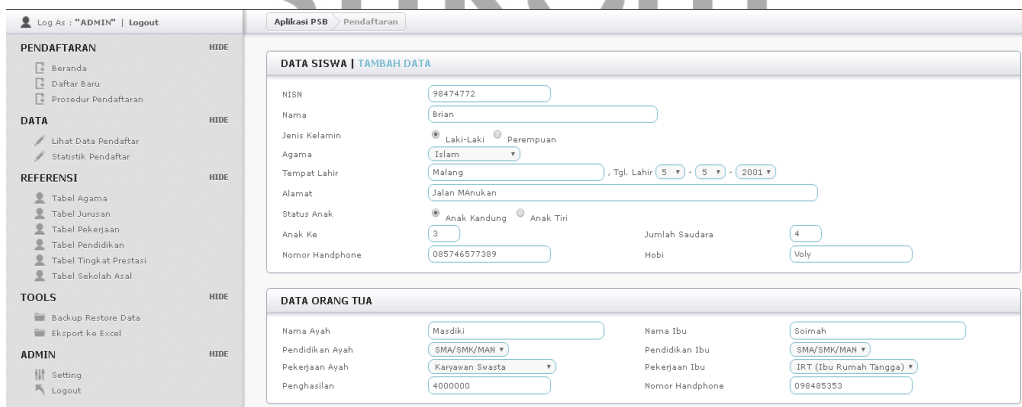 Log As : "ADMIN" | Logout
Aplikasi PSB Pendaftaran
PENDAFTARAN HIDE
Beranda
Daftar Baru
Prosedur Pendaftaran
DATA HIDE
Lihat Data Pendaftar
Statistik Pendaftar
REFERENSI HIDE
Tabel Agama
Tabel Jurusan
Tabel Pekerjaan
Tabel Pendidikan
Tabel Tingkat Prestasi
Tabel Sekolah Asal
TOOLS HIDE
Backup Restore Data
Eksport ke Excel
ADMIN HIDE
Setting
Logout
DATA SISWA | TAMBAH DATA
NISN 98474772
Nama Brian
Jenis Kelamin Laki-Laki Perempuan
Agama Islam
Tempat Lahir Malang , Tgl. Lahir 5 - 5 - 2001
Alamat Jalan MAnukan
Status Anak Anak Kandung Anak Tiri
Anak Ke 3 Jumlah Saudara 4
Nomor Handphone 085746577389 Hobi Voly
DATA ORANG TUA
Nama Ayah Masdiki Nama Ibu Soimah
Pendidikan Ayah SMA/SMK/MAN Pendidikan Ibu SMA/SMK/MAN
Pekerjaan Ayah Karyawan Swasta Pekerjaan Ibu IRT (Ibu Rumah Tangga)
Penghasilan 4000000 Nomor Handphone 098485353